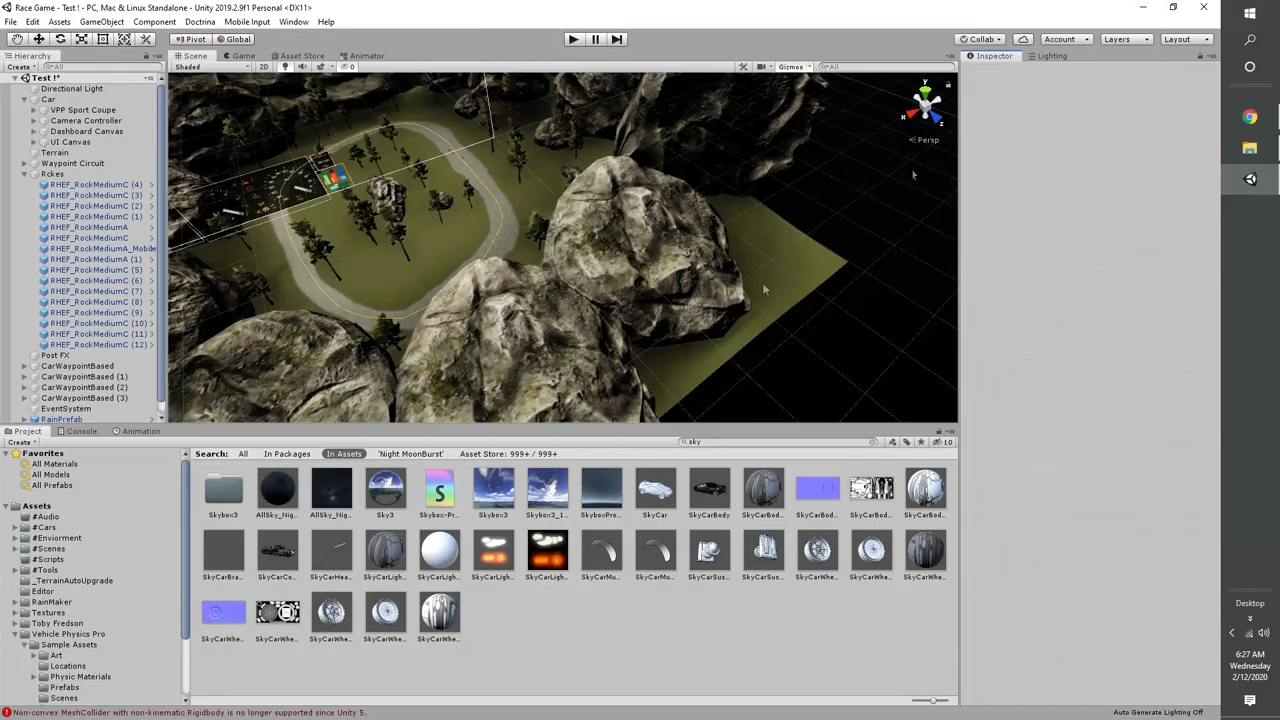 Race Game - Test ! - PC, Mac & Linux Standalone - Unity 2019.2.9f1 Personal <DX11>
File Edit Assets GameObject Component Doctrina Mobile Input Window Help
Pivot Global Collab Account Layers Layout
Hierarchy Scene Game Asset Store Animator Inspector Lighting
Create All Shaded 2D 0 Gizmos All
Test !*
Directional Light
Car
VPP Sport Coupe
Camera Controller
Dashboard Canvas
UI Canvas
Terrain
Waypoint Circuit
Rckes
RHEF_RockMediumC (4)
RHEF_RockMediumC (3)
RHEF_RockMediumC (2)
RHEF_RockMediumC (1)
RHEF_RockMediumA
RHEF_RockMediumC
RHEF_RockMediumA_Mobile
RHEF_RockMediumA (1)
RHEF_RockMediumC (5)
RHEF_RockMediumC (6)
RHEF_RockMediumC (7)
RHEF_RockMediumC (8)
RHEF_RockMediumC (9)
RHEF_RockMediumC (10)
RHEF_RockMediumC (11)
RHEF_RockMediumC (12)
Post FX
CarWaypointBased
CarWaypointBased (1)
CarWaypointBased (2)
CarWaypointBased (3)
EventSystem
RainPrefab
y
x
z
Persp
Project Console Animation
Create sky 10
Favorites
All Materials
All Models
All Prefabs
Assets
#Audio
#Cars
#Enviorment
#Scenes
#Scripts
#Tools
_TerrainAutoUpgrade
Editor
RainMaker
Textures
Toby Fredson
Vehicle Physics Pro
Sample Assets
Art
Locations
Physic Materials
Prefabs
Scenes
Search: All In Packages In Assets 'Night MoonBurst' Asset Store: 999+ / 999+
Skybox3 AllSky_Nig... AllSky_Nig... Sky3 Skybox-Pr... Skybox3 Skybox3_1... SkyboxPro... SkyCar SkyCarBody SkyCarBod... SkyCarBod... SkyCarBod... SkyCarBod...
SkyCarBra... SkyCarCo... SkyCarHea... SkyCarLigh... SkyCarLigh... SkyCarLigh... SkyCarLigh... SkyCarMu... SkyCarMu... SkyCarSus... SkyCarSus... SkyCarWhe... SkyCarWhe... SkyCarWhe...
SkyCarWhe... SkyCarWhe... SkyCarWhe... SkyCarWhe... SkyCarWhe...
Non-convex MeshCollider with non-kinematic Rigidbody is no longer supported since Unity 5.
Auto Generate Lighting Off
Desktop
6:27 AM
Wednesday
2/12/2020